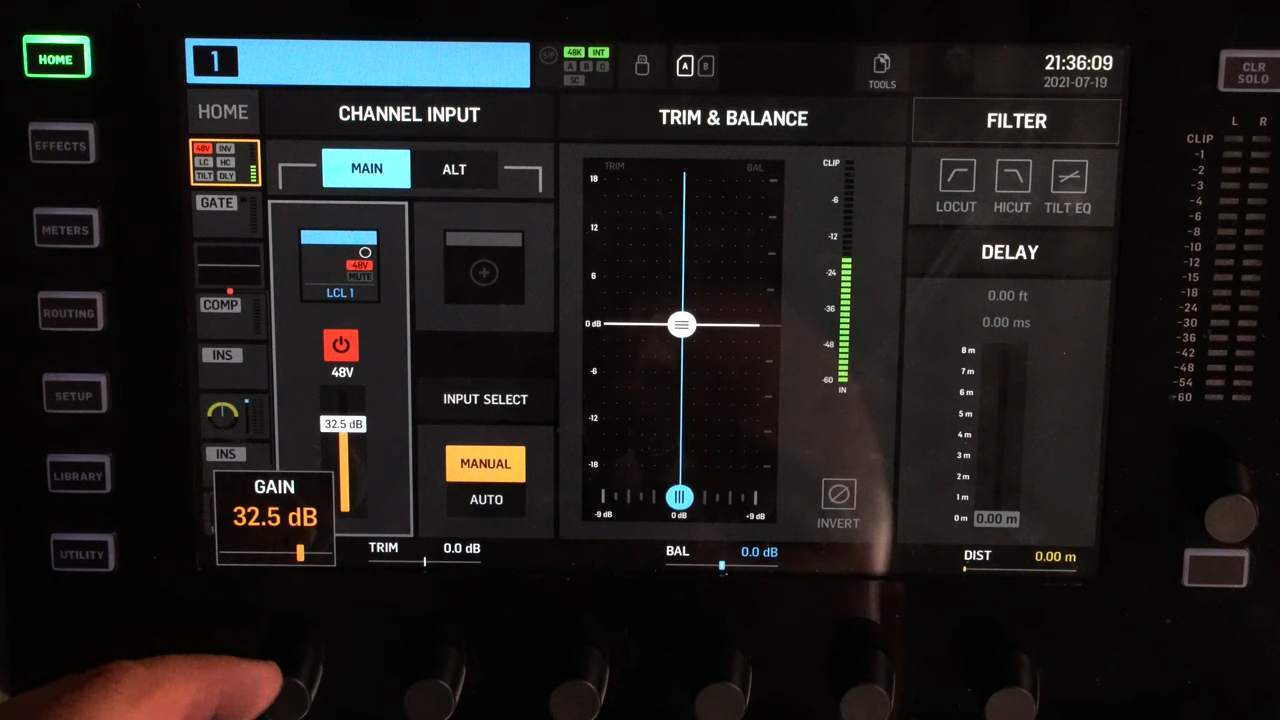 HOME
EFFECTS
METERS
ROUTING
SETUP
LIBRARY
UTILITY
1
48K INT
A B C
SC
A B
TOOLS
21:36:09
2021-07-19
CLR
SOLO
HOME
48V INV
LC HC
TILT DLY
GATE
COMP
INS
INS
CHANNEL INPUT
MAIN ALT
48V
MUTE
LCL 1
48V
32.5 dB
INPUT SELECT
MANUAL
AUTO
GAIN
32.5 dB
TRIM 0.0 dB
TRIM & BALANCE
TRIM BAL
18
12
6
0 dB
-6
-12
-18
-9 dB 0 dB +9 dB
CLIP
-6
-12
-24
-36
-48
-60
IN
INVERT
BAL 0.0 dB
FILTER
LOCUT HICUT TILT EQ
DELAY
0.00 ft
0.00 ms
8 m
7 m
6 m
5 m
4 m
3 m
2 m
1 m
0 m 0.00 m
DIST 0.00 m
L R
CLIP
-1
-2
-3
-4
-6
-8
-10
-12
-15
-18
-24
-30
-36
-42
-48
-54
-60